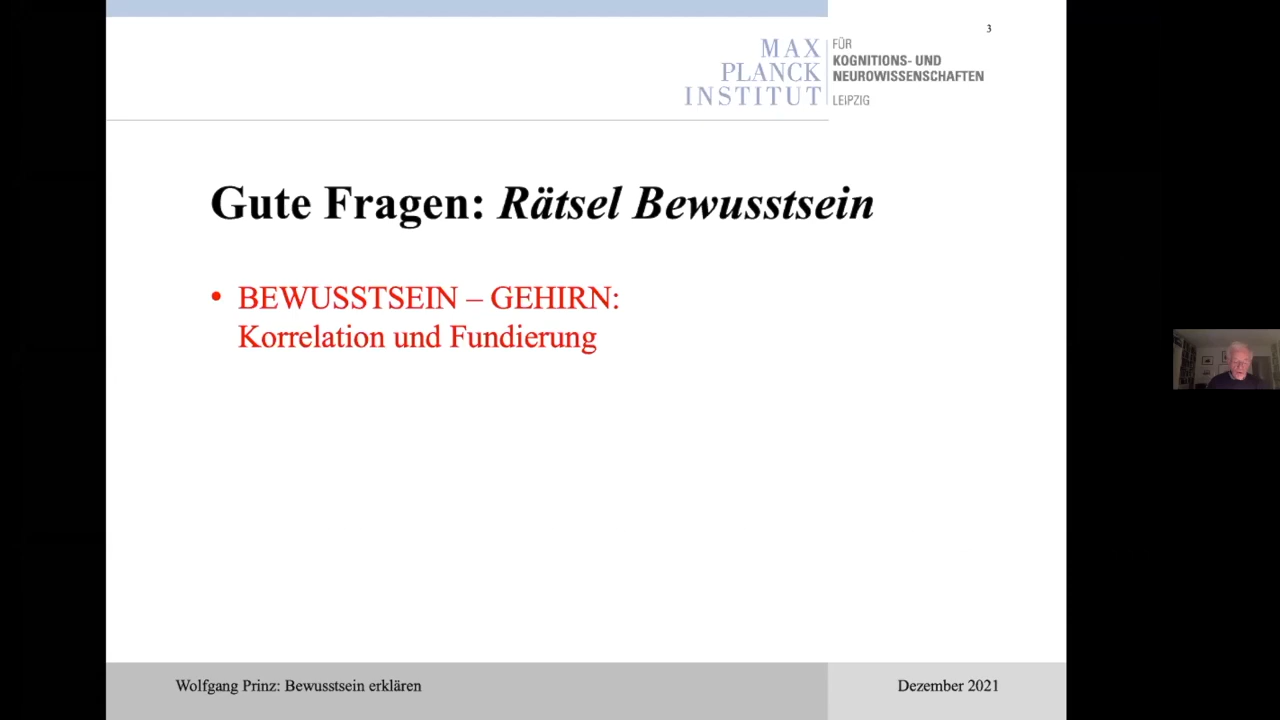 3
MAX
PLANCK
INSTITUT
FÜR
KOGNITIONS- UND
NEUROWISSENSCHAFTEN
LEIPZIG
Gute Fragen: Rätsel Bewusstsein
• BEWUSSTSEIN – GEHIRN:
Korrelation und Fundierung
Wolfgang Prinz: Bewusstsein erklären
Dezember 2021